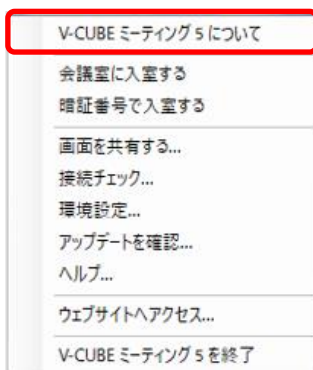 V-CUBE ミーティング 5 について
会議室に入室する
暗証番号で入室する
画面を共有する...
接続チェック...
環境設定...
アップデートを確認...
ヘルプ...
ウェブサイトへアクセス...
V-CUBE ミーティング 5 を終了